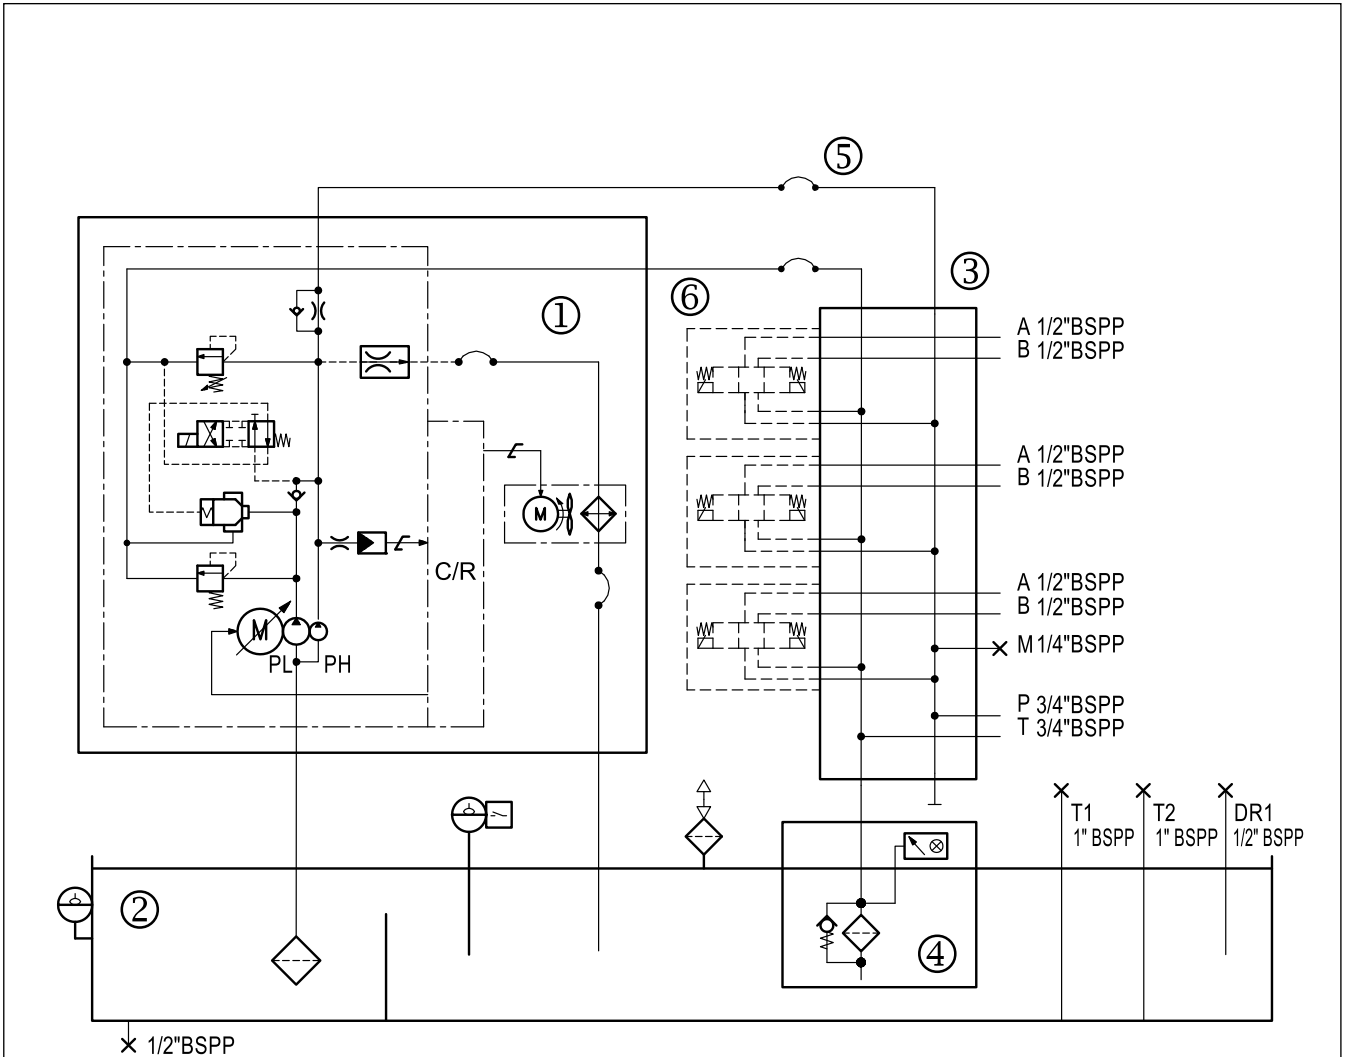 ⑤
③
⑥
①
A 1/2"BSPP
B 1/2"BSPP
A 1/2"BSPP
B 1/2"BSPP
M
C/R
A 1/2"BSPP
B 1/2"BSPP
M
M 1/4"BSPP
PL PH
P 3/4"BSPP
T 3/4"BSPP
T1
1" BSPP
T2
1" BSPP
DR1
1/2" BSPP
②
④
1/2"BSPP